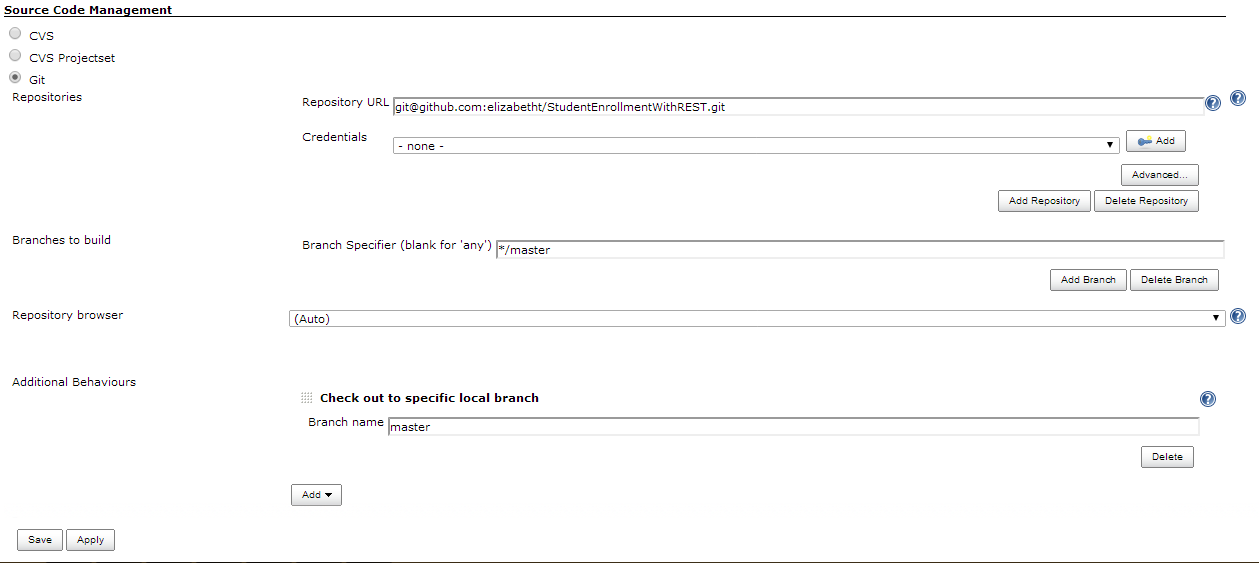 Source Code Management
CVS
CVS Projectset
Git
Repositories
Repository URL git@github.com:elizabetht/StudentEnrollmentWithREST.git
Credentials
- none -
Add
Advanced...
Add Repository Delete Repository
Branches to build
Branch Specifier (blank for 'any') */master
Add Branch Delete Branch
Repository browser
(Auto)
Additional Behaviours
Check out to specific local branch
Branch name master
Delete
Add
Save Apply